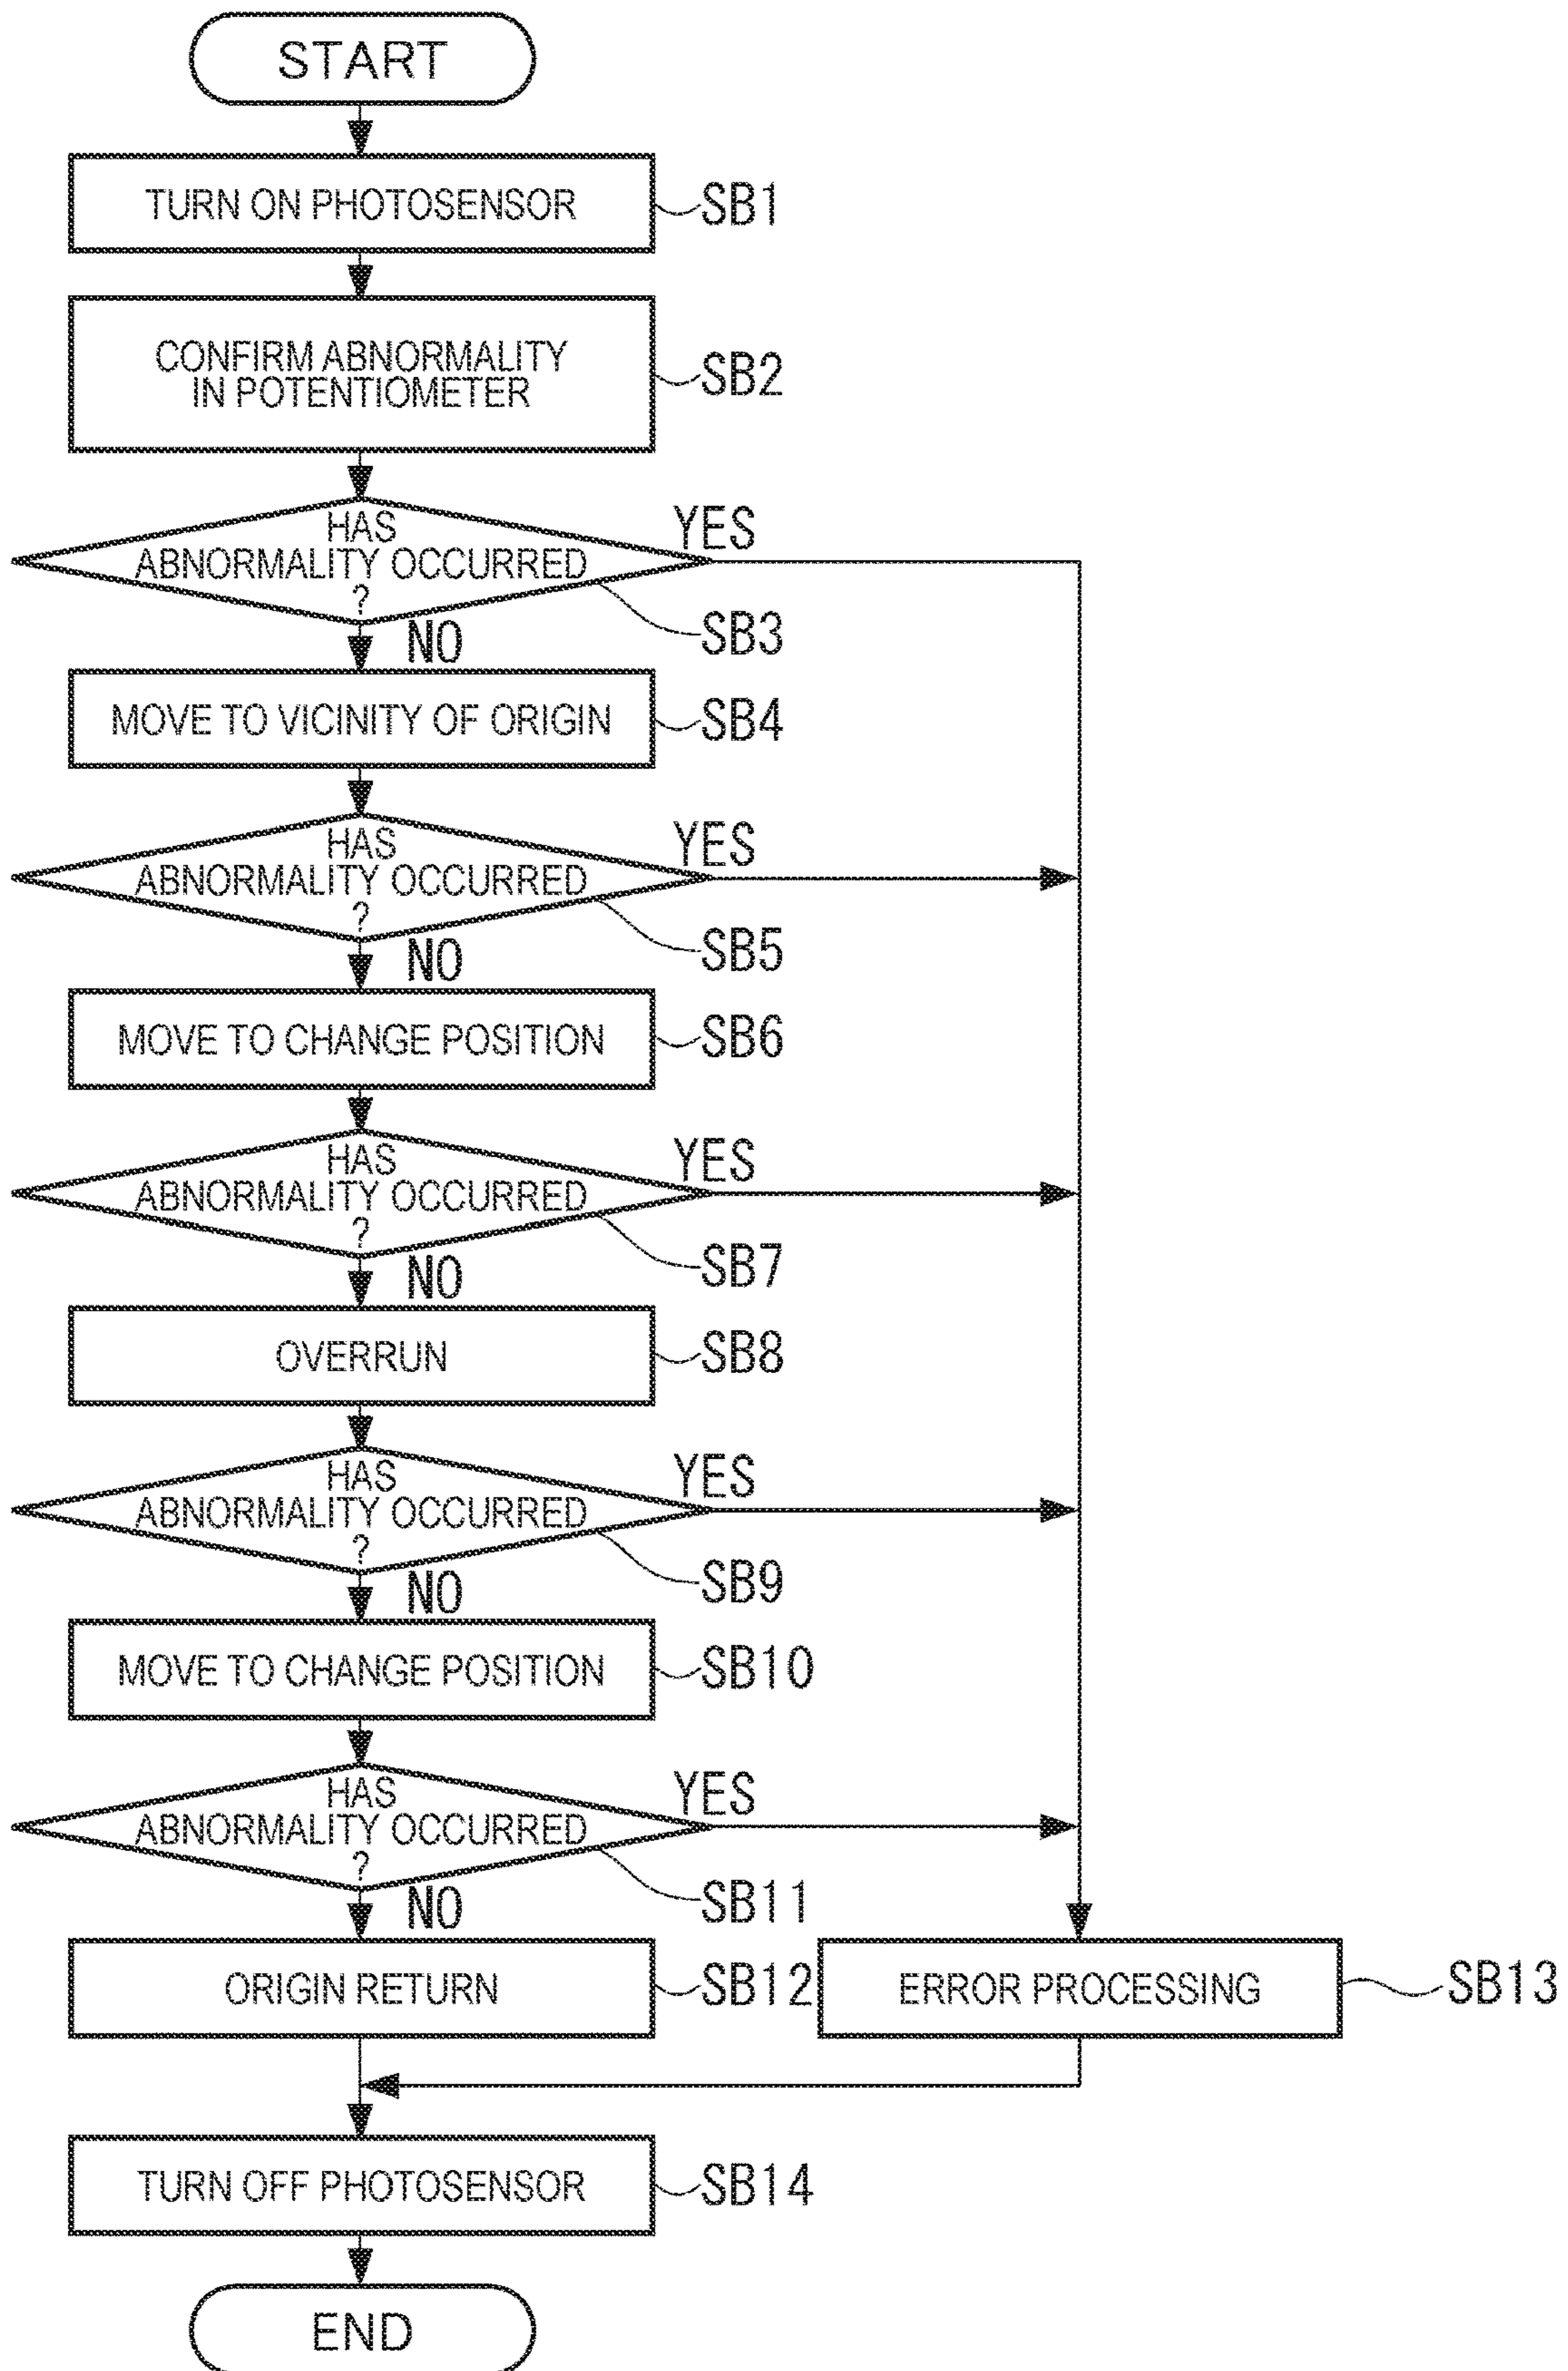 START
TURN ON PHOTOSENSOR
SB1
CONFIRM ABNORMALITY
IN POTENTIOMETER
SB2
HAS
ABNORMALITY OCCURRED
?
YES
SB3
NO
MOVE TO VICINITY OF ORIGIN
SB4
HAS
ABNORMALITY OCCURRED
?
YES
SB5
NO
MOVE TO CHANGE POSITION
SB6
HAS
ABNORMALITY OCCURRED
?
YES
SB7
NO
OVERRUN
SB8
HAS
ABNORMALITY OCCURRED
?
YES
SB9
NO
MOVE TO CHANGE POSITION
SB10
HAS
ABNORMALITY OCCURRED
?
YES
SB11
NO
ORIGIN RETURN
SB12
ERROR PROCESSING
SB13
TURN OFF PHOTOSENSOR
SB14
END